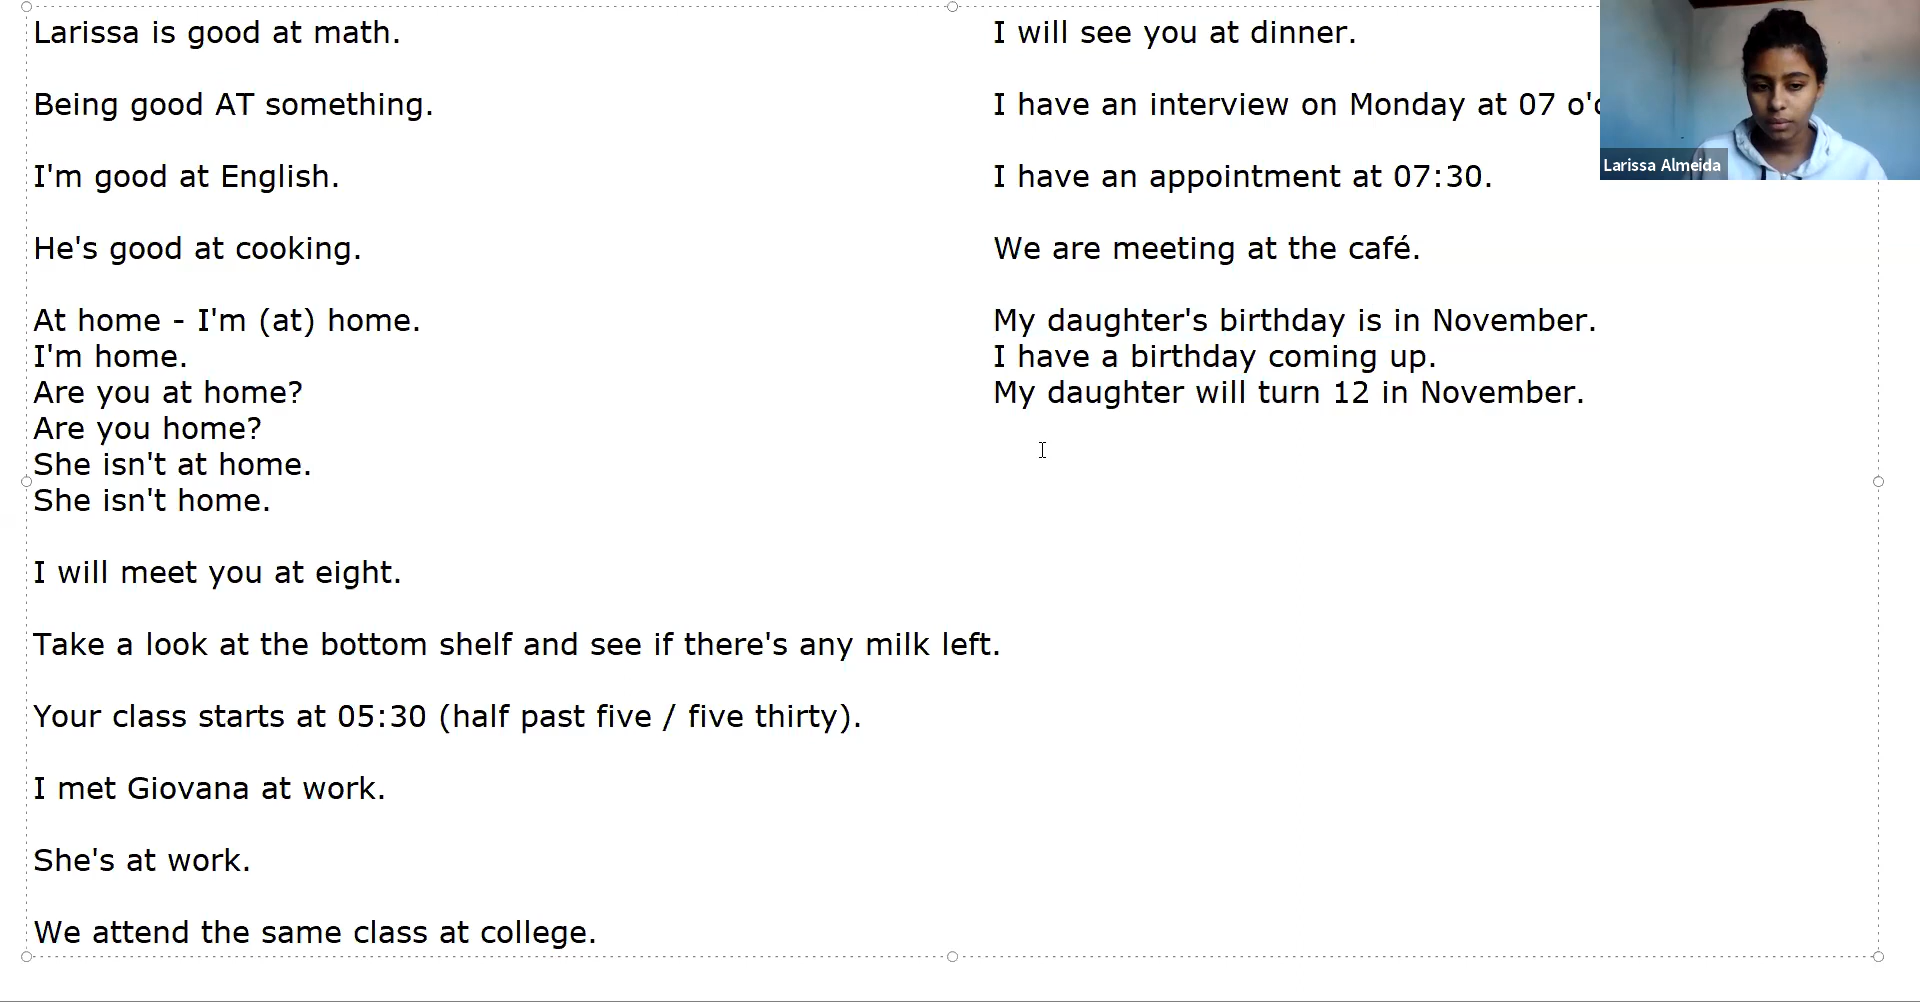 Larissa is good at math.
Being good AT something.
I'm good at English.
He's good at cooking.
At home - I'm (at) home.
I'm home.
Are you at home?
Are you home?
She isn't at home.
She isn't home.
I will meet you at eight.
Take a look at the bottom shelf and see if there's any milk left.
Your class starts at 05:30 (half past five / five thirty).
I met Giovana at work.
She's at work.
We attend the same class at college.
I will see you at dinner.
I have an interview on Monday at 07
I have an appointment at 07:30.
We are meeting at the café.
My daughter's birthday is in November.
I have a birthday coming up.
My daughter will turn 12 in November.
Larissa Almeida